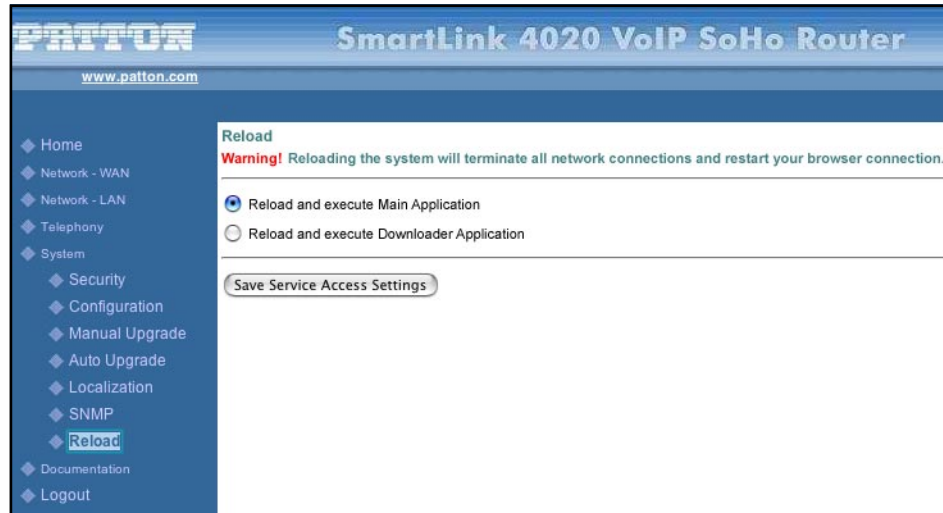 PATTON
SmartLink 4020 VoIP SoHo Router
www.patton.com
Home
Network - WAN
Network - LAN
Telephony
System
Security
Configuration
Manual Upgrade
Auto Upgrade
Localization
SNMP
Reload
Documentation
Logout
Reload
Warning! Reloading the system will terminate all network connections and restart your browser connection.
Reload and execute Main Application
Reload and execute Downloader Application
Save Service Access Settings